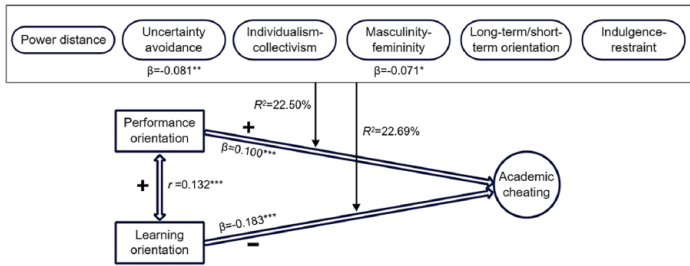 Power distance
Uncertainty
avoidance
Individualism-
collectivism
Masculinity-
femininity
Long-term/short-
term orientation
Indulgence-
restraint
β=-0.081**
β=-0.071*
R²=22.50%
R²=22.69%
Performance
orientation
+
β=0.100***
Academic
cheating
+
r=0.132***
Learning
orientation
β=-0.183***
−